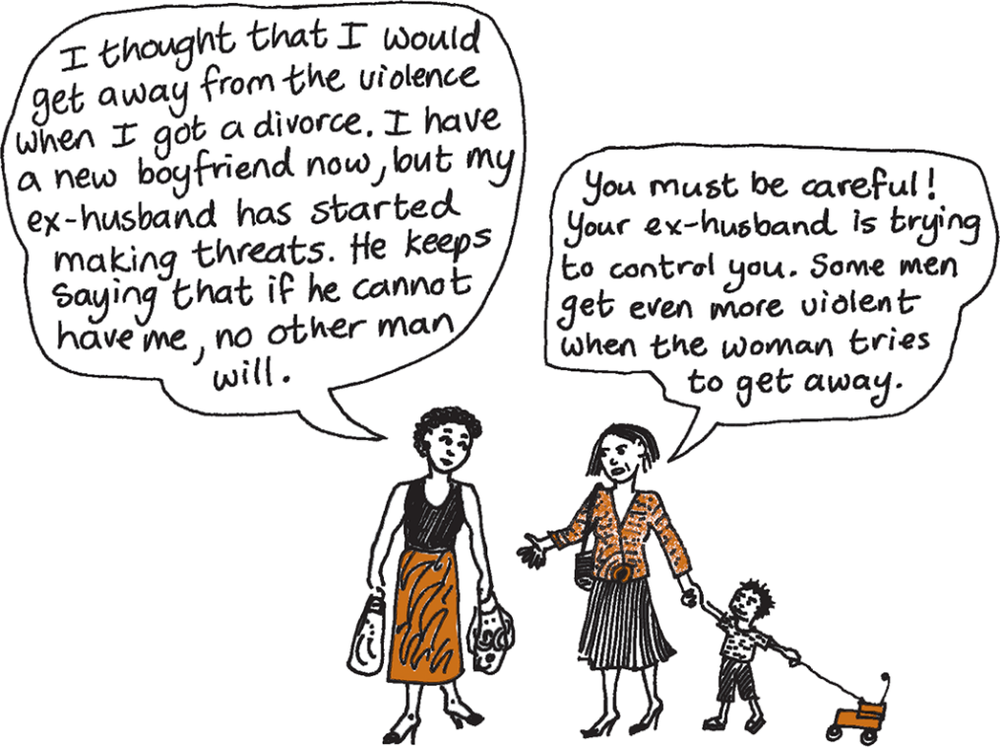 I thought that I would
get away from the violence
when I got a divorce. I have
a new boyfriend now, but my
ex-husband has started
making threats. He keeps
saying that if he cannot
have me, no other man
will.
You must be careful!
Your ex-husband is trying
to control you. Some men
get even more violent
when the woman tries
to get away.